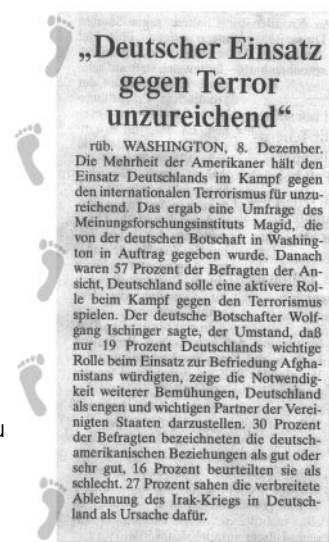 „Deutscher Einsatz
gegen Terror
unzureichend“
rüb. WASHINGTON, 8. Dezember.
Die Mehrheit der Amerikaner hält den
Einsatz Deutschlands im Kampf gegen
den internationalen Terrorismus für unzu-
reichend. Das ergab eine Umfrage des
Meinungsforschungsinstituts Magid, die
von der deutschen Botschaft in Washing-
ton in Auftrag gegeben wurde. Danach
waren 57 Prozent der Befragten der An-
sicht, Deutschland solle eine aktivere Rol-
le beim Kampf gegen den Terrorismus
spielen. Der deutsche Botschafter Wolf-
gang Ischinger sagte, der Umstand, daß
nur 19 Prozent Deutschlands wichtige
Rolle beim Einsatz zur Befriedung Afgha-
nistans würdigten, zeige die Notwendig-
keit weiterer Bemühungen, Deutschland
als engen und wichtigen Partner der Verei-
nigten Staaten darzustellen. 30 Prozent
der Befragten bezeichneten die deutsch-
amerikanischen Beziehungen als gut oder
sehr gut, 16 Prozent beurteilten sie als
schlecht. 27 Prozent sahen die verbreitete
Ablehnung des Irak-Kriegs in Deutsch-
land als Ursache dafür.